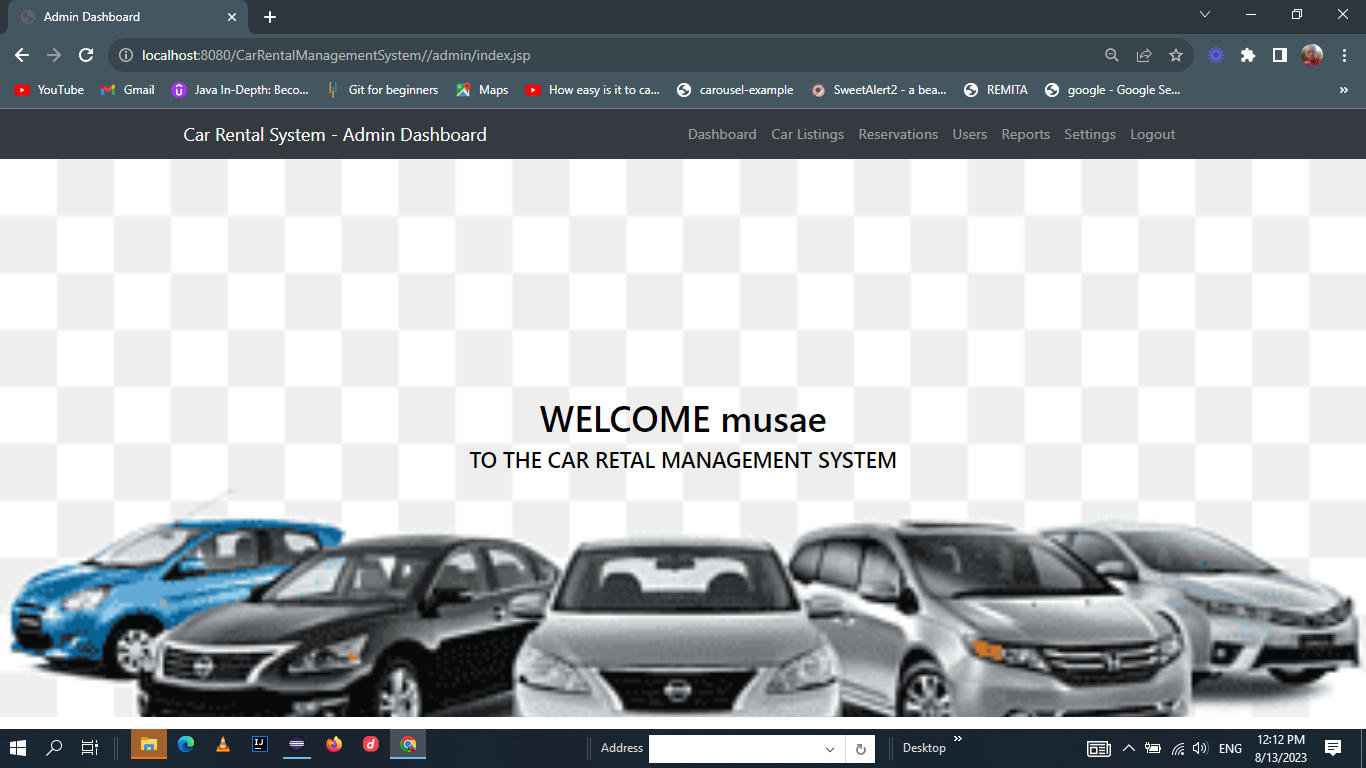 Admin Dashboard
localhost:8080/CarRentalManagementSystem//admin/index.jsp
YouTube Gmail Java In-Depth: Beco... Git for beginners Maps How easy is it to ca... carousel-example SweetAlert2 - a bea... REMITA google - Google Se... »
Car Rental System - Admin Dashboard Dashboard Car Listings Reservations Users Reports Settings Logout
WELCOME musae
TO THE CAR RETAL MANAGEMENT SYSTEM
Address Desktop » ENG 12:12 PM
8/13/2023